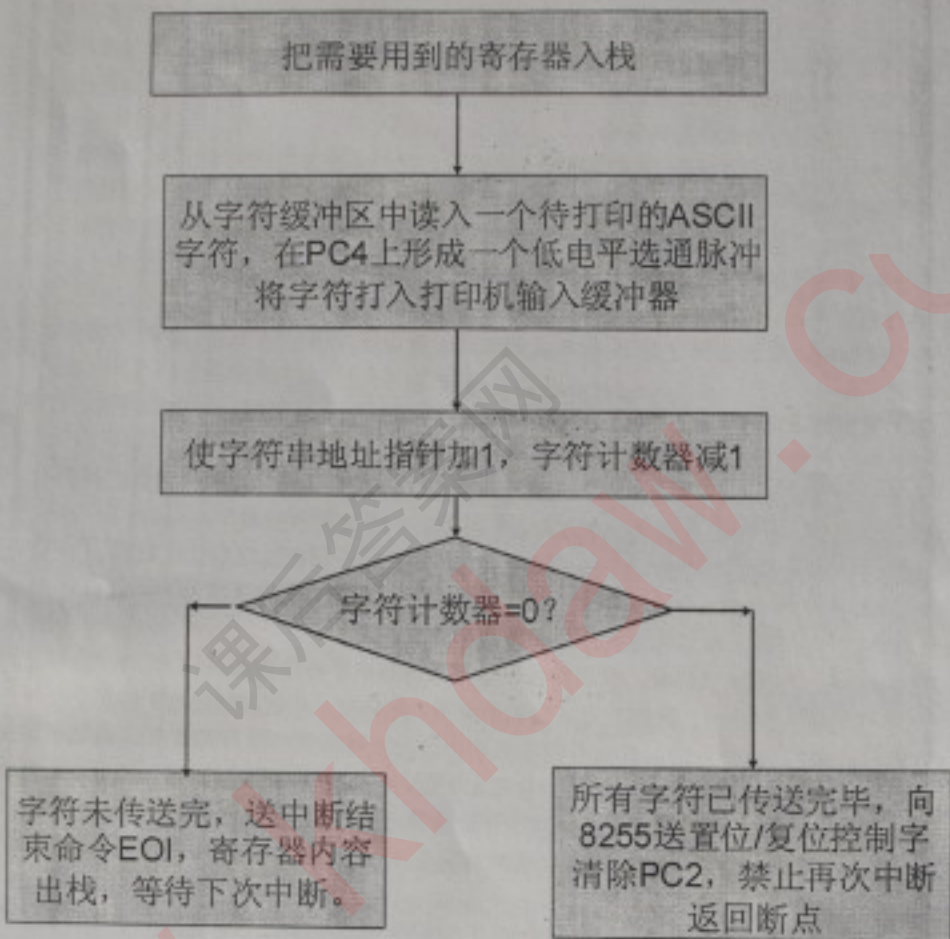 把需要用到的寄存器入栈
从字符缓冲区中读入一个待打印的ASCII
字符，在PC4上形成一个低电平选通脉冲
将字符打入打印机输入缓冲器
使字符串地址指针加1，字符计数器减1
字符计数器=0？
字符未传送完，送中断结
束命令EOI，寄存器内容
出栈，等待下次中断。
所有字符已传送完毕，向
8255送置位/复位控制字
清除PC2，禁止再次中断
返回断点
课后答案网
khdaw.co